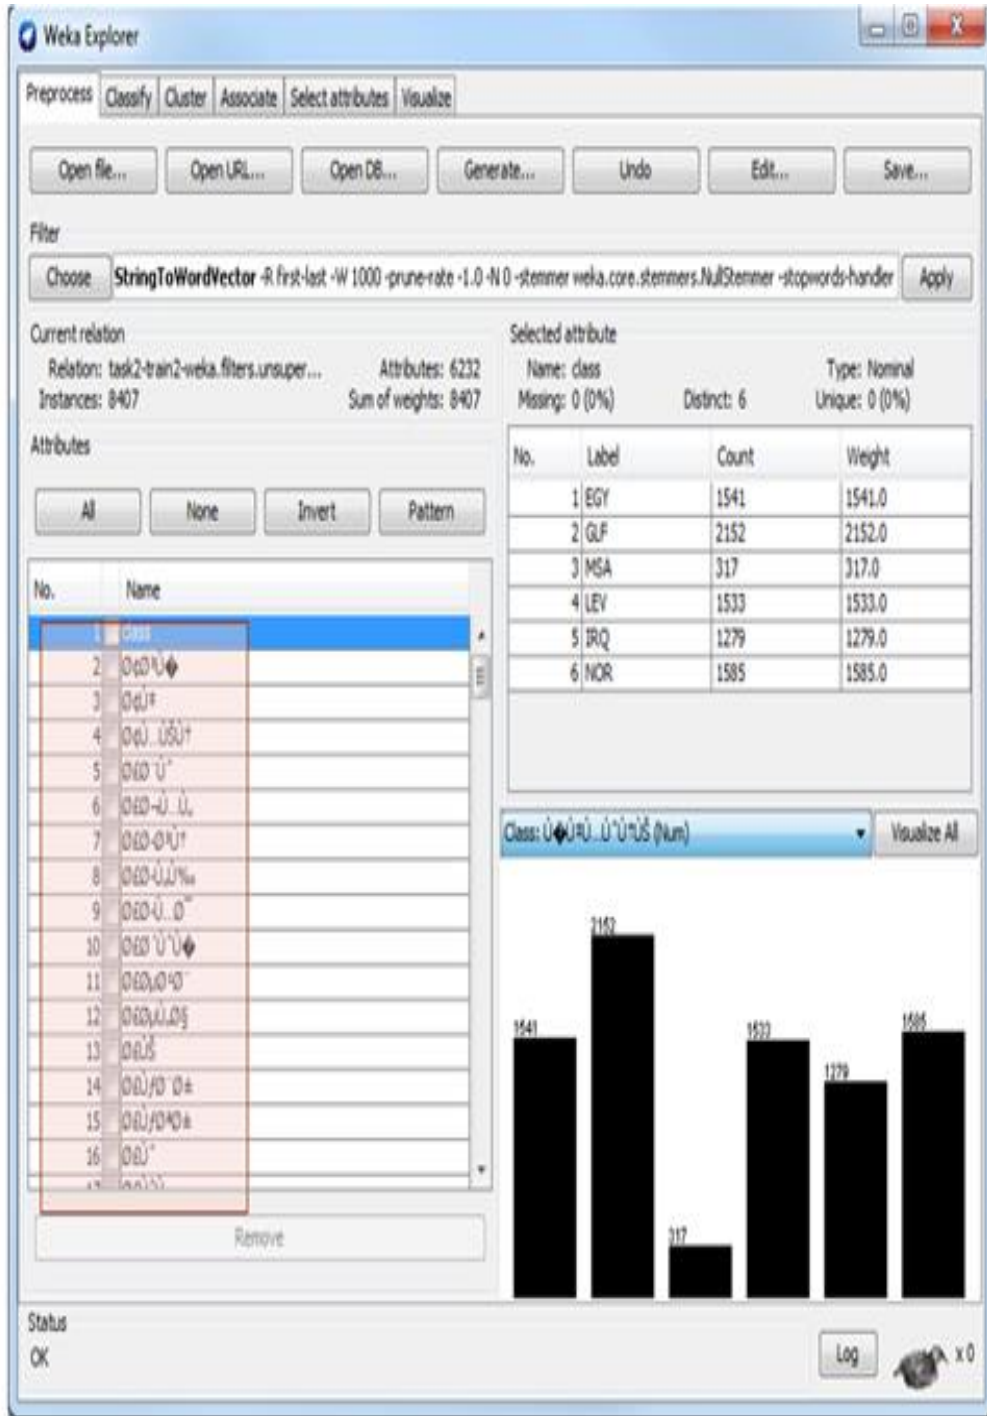 Weka Explorer
Preprocess Classify Cluster Associate Select attributes Visualize
Open file... Open URL... Open DB... Generate... Undo Edit... Save...
Filter
Choose StringToWordVector -R first-last -W 1000 -prune-rate -1.0 -N 0 -stemmer weka.core.stemmers.NullStemmer -stopwords-handler Apply
Current relation
Relation: task2-train2-weka.filters.unsuper... Attributes: 6232
Instances: 8407 Sum of weights: 8407
Selected attribute
Name: class Type: Nominal
Missing: 0 (0%) Distinct: 6 Unique: 0 (0%)
Attributes
All None Invert Pattern
No. Name
1 class
2
3
4
5
6
7
8
9
10
11
12
13
14
15
16
Remove
No. Label Count Weight
1 EGY 1541 1541.0
2 GLF 2152 2152.0
3 MSA 317 317.0
4 LEV 1533 1533.0
5 IRQ 1279 1279.0
6 NOR 1585 1585.0
Class: (Num) Visualize All
1541 2152 317 1533 1279 1585
Status
OK
Log x 0